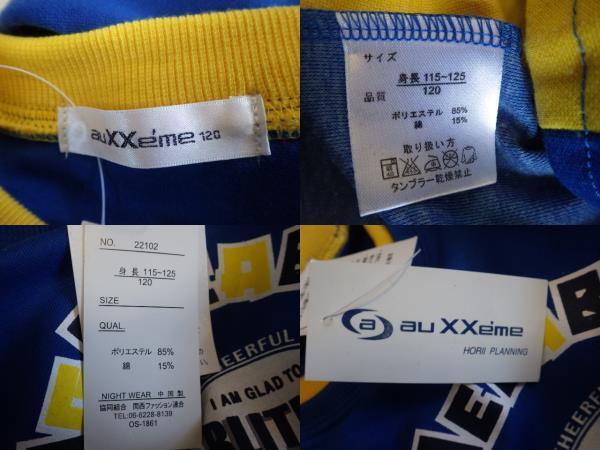 auXXéme 120
サイズ
身長 115~125
120
品質
ポリエステル 85%
綿 15%
取り扱い方
タンブラー乾燥禁止
NO. 22102
身長 115~125
120
SIZE
QUAL.
ポリエステル 85%
綿 15%
NIGHT WEAR 中国製
協同組合 関西ファッション連合
TEL:06-6228-8139
OS-1861
CHEERFUL
I AM GLAD TO
a au XXéme
HORII PLANNING